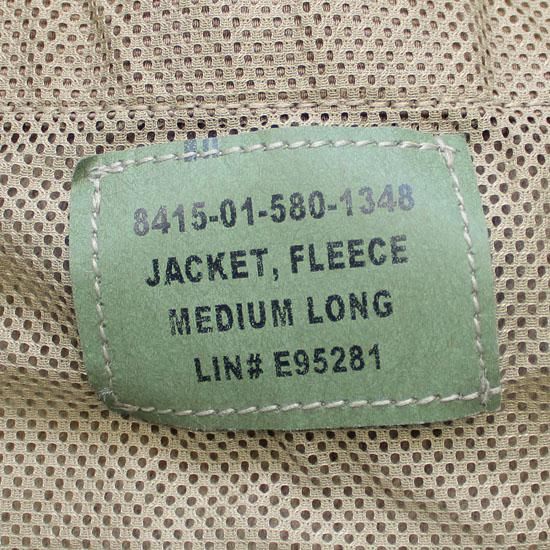 8415-01-580-1348
JACKET, FLEECE
MEDIUM LONG
LIN# E95281